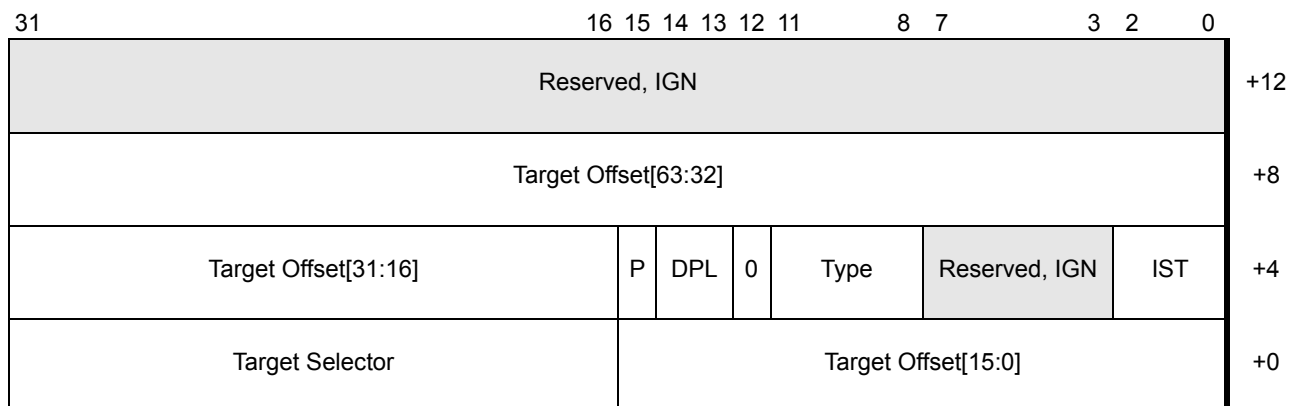 31 16 15 14 13 12 11 8 7 3 2 0
Reserved, IGN +12
Target Offset[63:32] +8
Target Offset[31:16] P DPL 0 Type Reserved, IGN IST +4
Target Selector Target Offset[15:0] +0